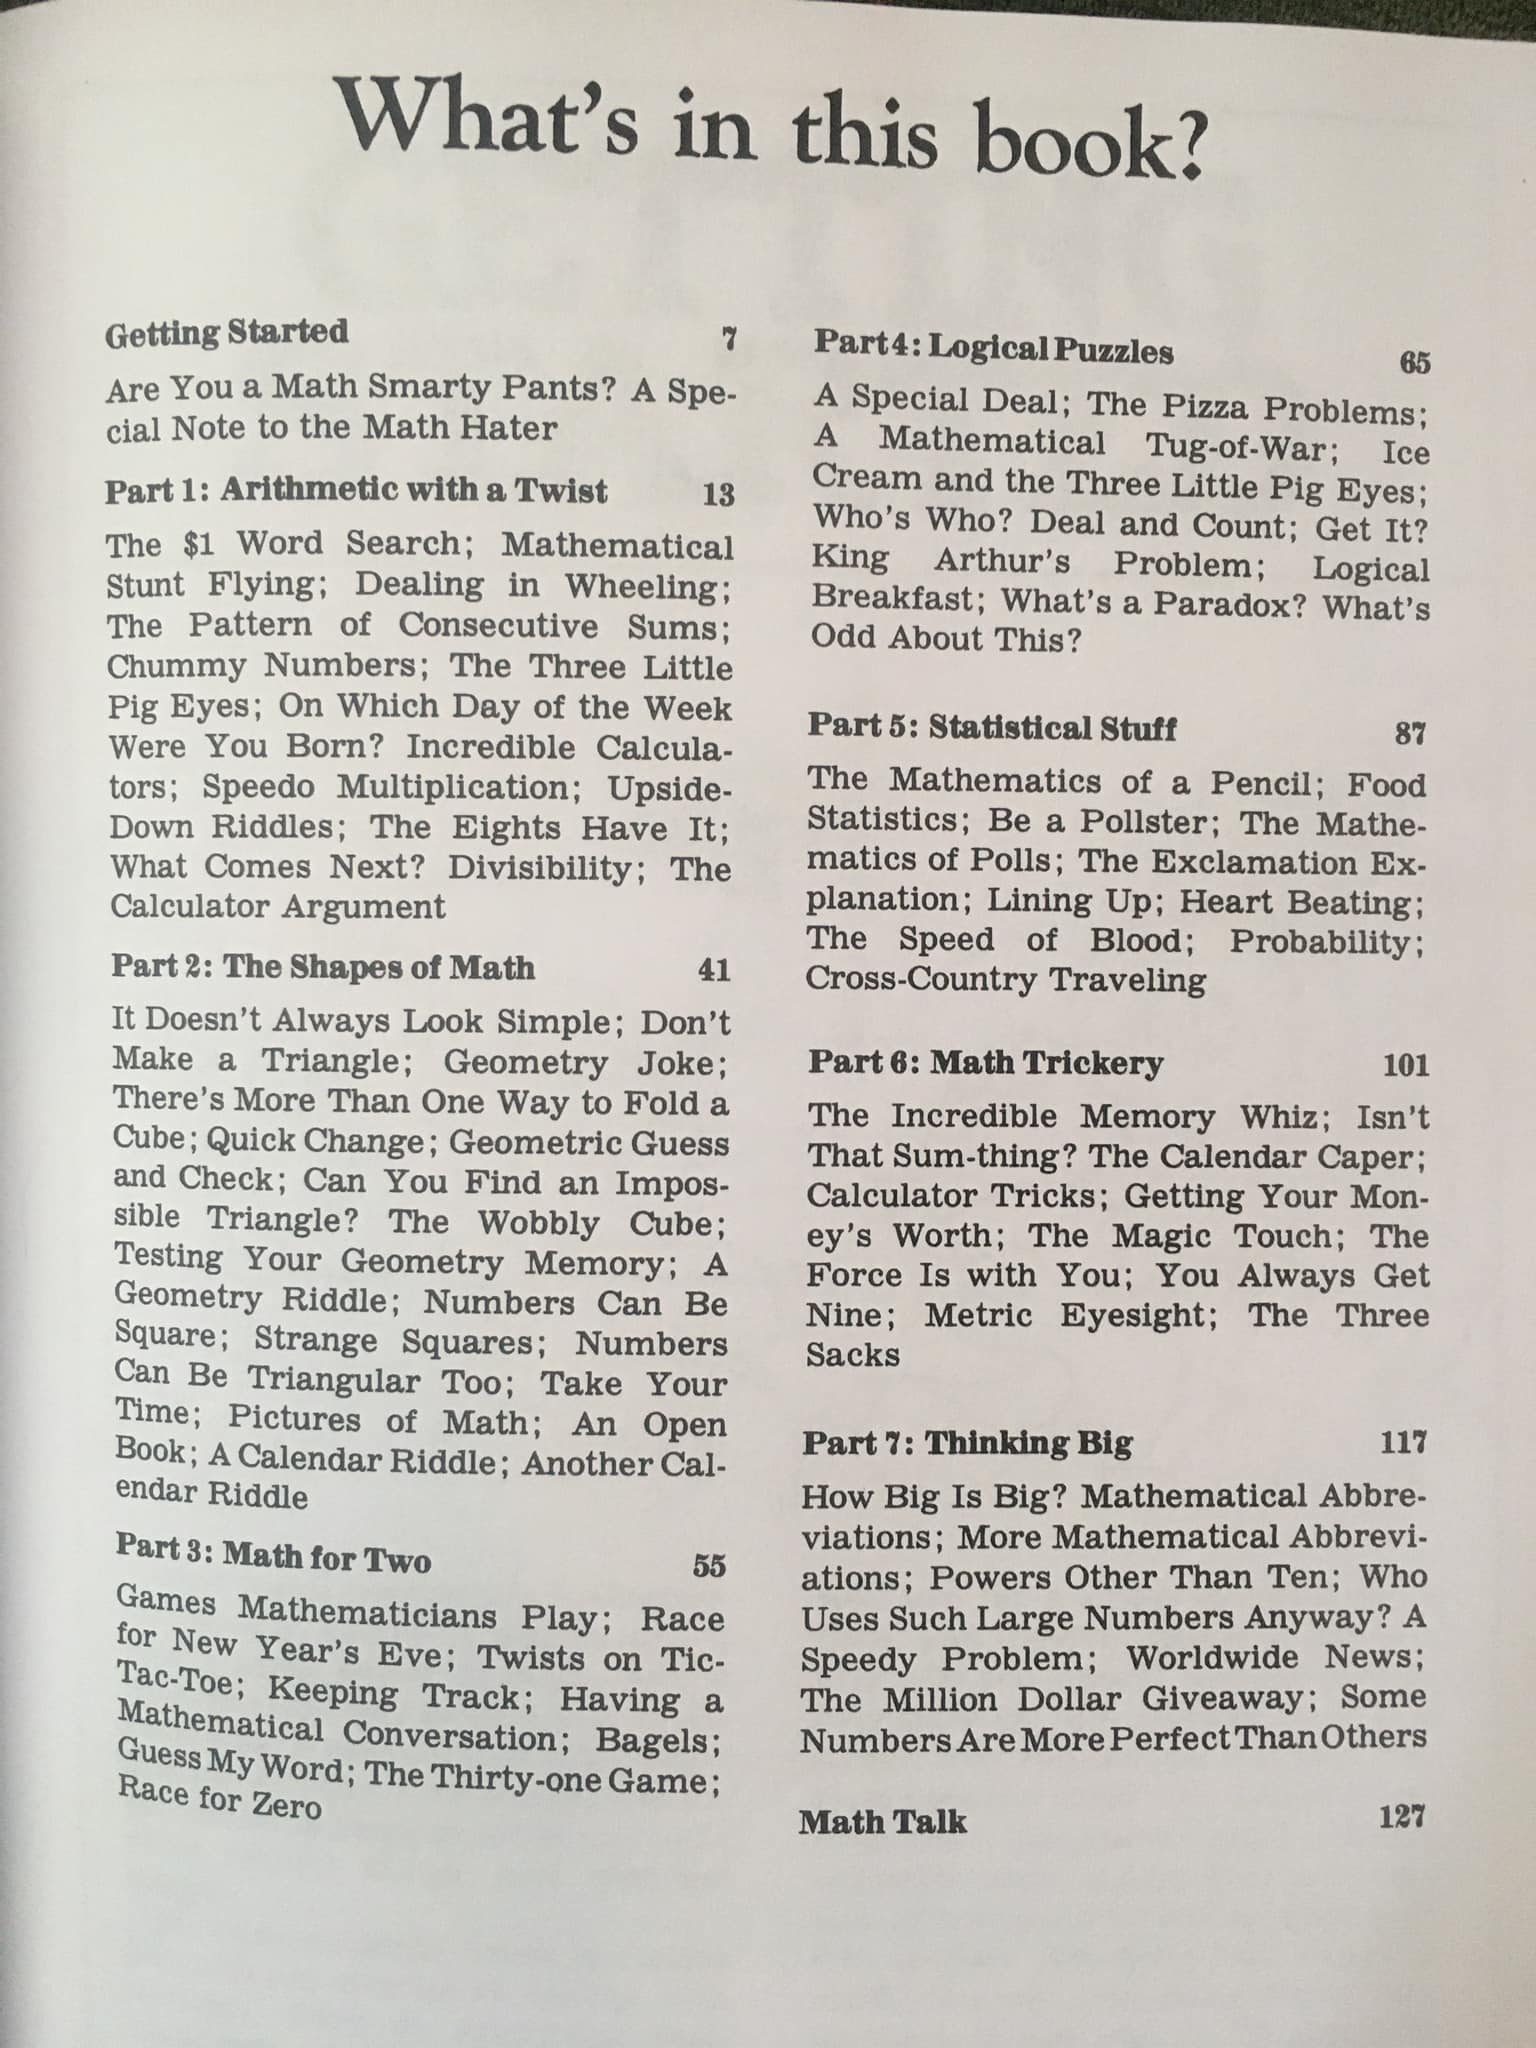 What's in this book?
Getting Started 7
Are You a Math Smarty Pants? A Spe-
cial Note to the Math Hater
Part 1: Arithmetic with a Twist 13
The $1 Word Search; Mathematical
Stunt Flying; Dealing in Wheeling;
The Pattern of Consecutive Sums;
Chummy Numbers; The Three Little
Pig Eyes; On Which Day of the Week
Were You Born? Incredible Calcula-
tors; Speedo Multiplication; Upside-
Down Riddles; The Eights Have It;
What Comes Next? Divisibility; The
Calculator Argument
Part 2: The Shapes of Math 41
It Doesn't Always Look Simple; Don't
Make a Triangle; Geometry Joke;
There's More Than One Way to Fold a
Cube; Quick Change; Geometric Guess
and Check; Can You Find an Impos-
sible Triangle? The Wobbly Cube;
Testing Your Geometry Memory; A
Geometry Riddle; Numbers Can Be
Square; Strange Squares; Numbers
Can Be Triangular Too; Take Your
Time; Pictures of Math; An Open
Book; A Calendar Riddle; Another Cal-
endar Riddle
Part 3: Math for Two 55
Games Mathematicians Play; Race
for New Year's Eve; Twists on Tic-
Tac-Toe; Keeping Track; Having a
Mathematical Conversation; Bagels;
Guess My Word; The Thirty-one Game;
Race for Zero
Part 4: Logical Puzzles 65
A Special Deal; The Pizza Problems;
A Mathematical Tug-of-War; Ice
Cream and the Three Little Pig Eyes;
Who's Who? Deal and Count; Get It?
King Arthur's Problem; Logical
Breakfast; What's a Paradox? What's
Odd About This?
Part 5: Statistical Stuff 87
The Mathematics of a Pencil; Food
Statistics; Be a Pollster; The Mathe-
matics of Polls; The Exclamation Ex-
planation; Lining Up; Heart Beating;
The Speed of Blood; Probability;
Cross-Country Traveling
Part 6: Math Trickery 101
The Incredible Memory Whiz; Isn't
That Sum-thing? The Calendar Caper;
Calculator Tricks; Getting Your Mon-
ey's Worth; The Magic Touch; The
Force Is with You; You Always Get
Nine; Metric Eyesight; The Three
Sacks
Part 7: Thinking Big 117
How Big Is Big? Mathematical Abbre-
viations; More Mathematical Abbrevi-
ations; Powers Other Than Ten; Who
Uses Such Large Numbers Anyway? A
Speedy Problem; Worldwide News;
The Million Dollar Giveaway; Some
Numbers Are More Perfect Than Others
Math Talk 127